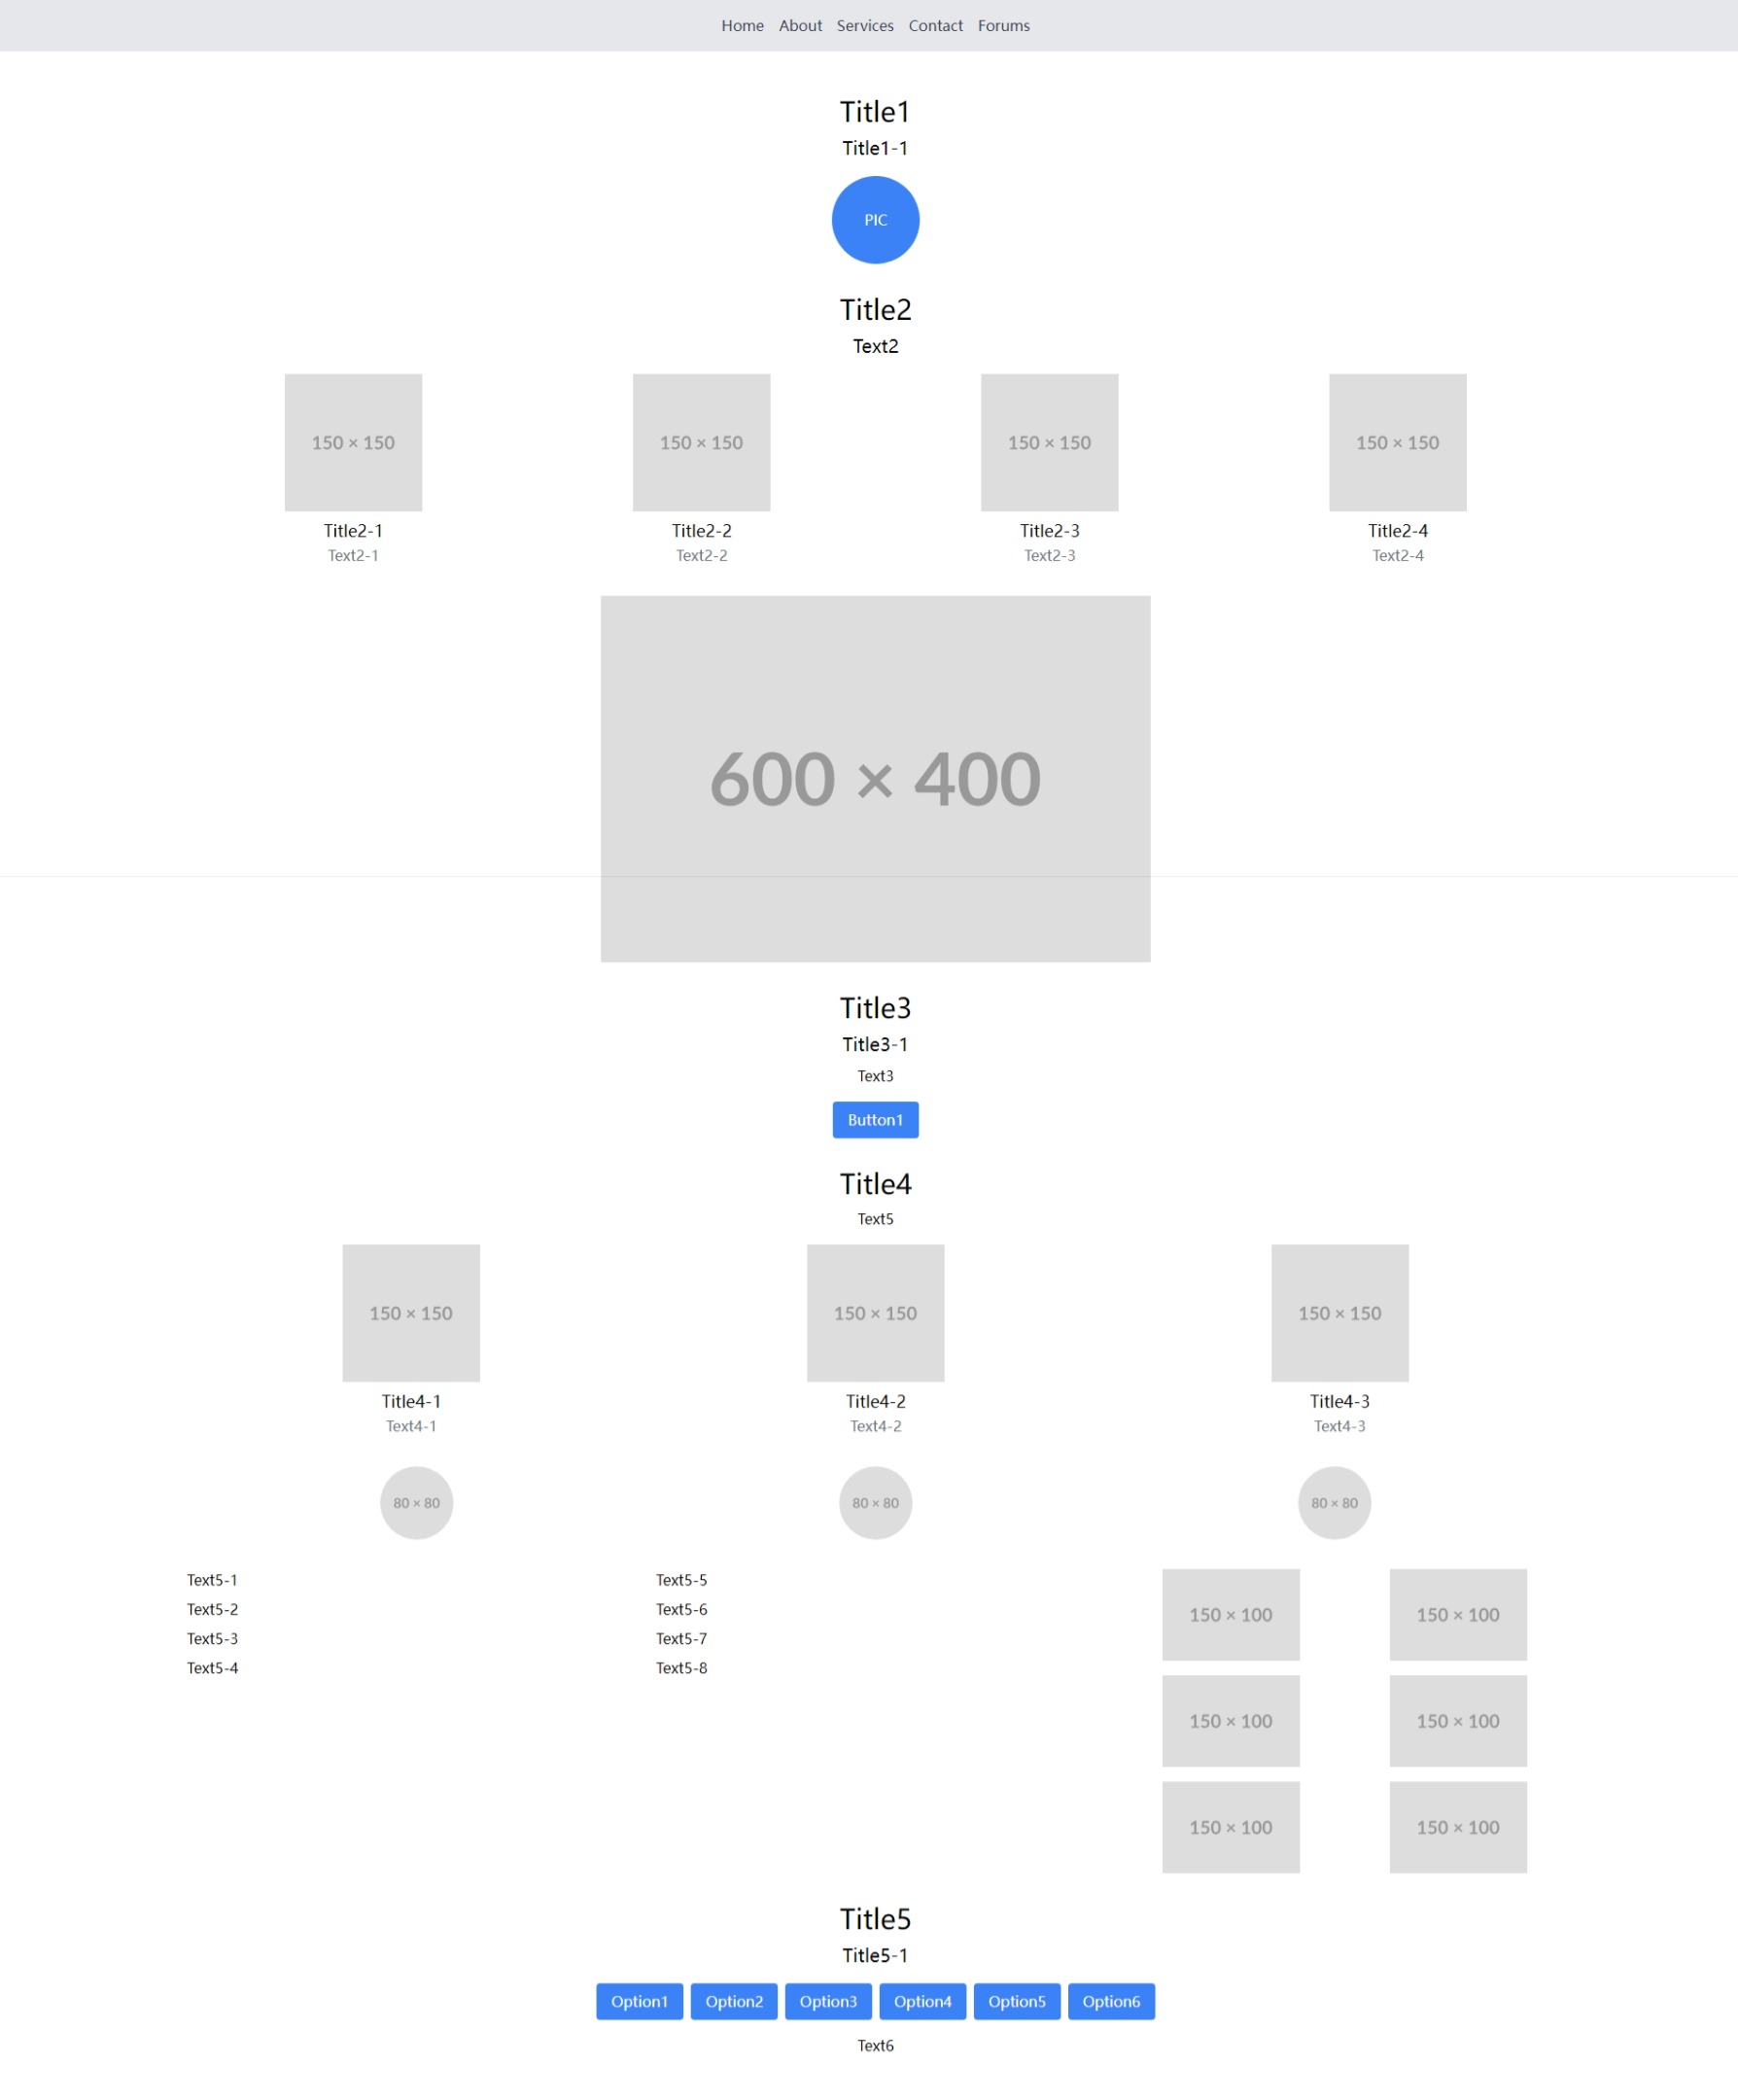 Home About Services Contact Forums
Title1
Title1-1
PIC
Title2
Text2
150 × 150 150 × 150 150 × 150 150 × 150
Title2-1 Title2-2 Title2-3 Title2-4
Text2-1 Text2-2 Text2-3 Text2-4
600 × 400
Title3
Title3-1
Text3
Button1
Title4
Text5
150 × 150 150 × 150 150 × 150
Title4-1 Title4-2 Title4-3
Text4-1 Text4-2 Text4-3
80 × 80 80 × 80 80 × 80
Text5-1
Text5-2
Text5-3
Text5-4
Text5-5
Text5-6
Text5-7
Text5-8
150 × 100 150 × 100
150 × 100 150 × 100
150 × 100 150 × 100
Title5
Title5-1
Option1 Option2 Option3 Option4 Option5 Option6
Text6